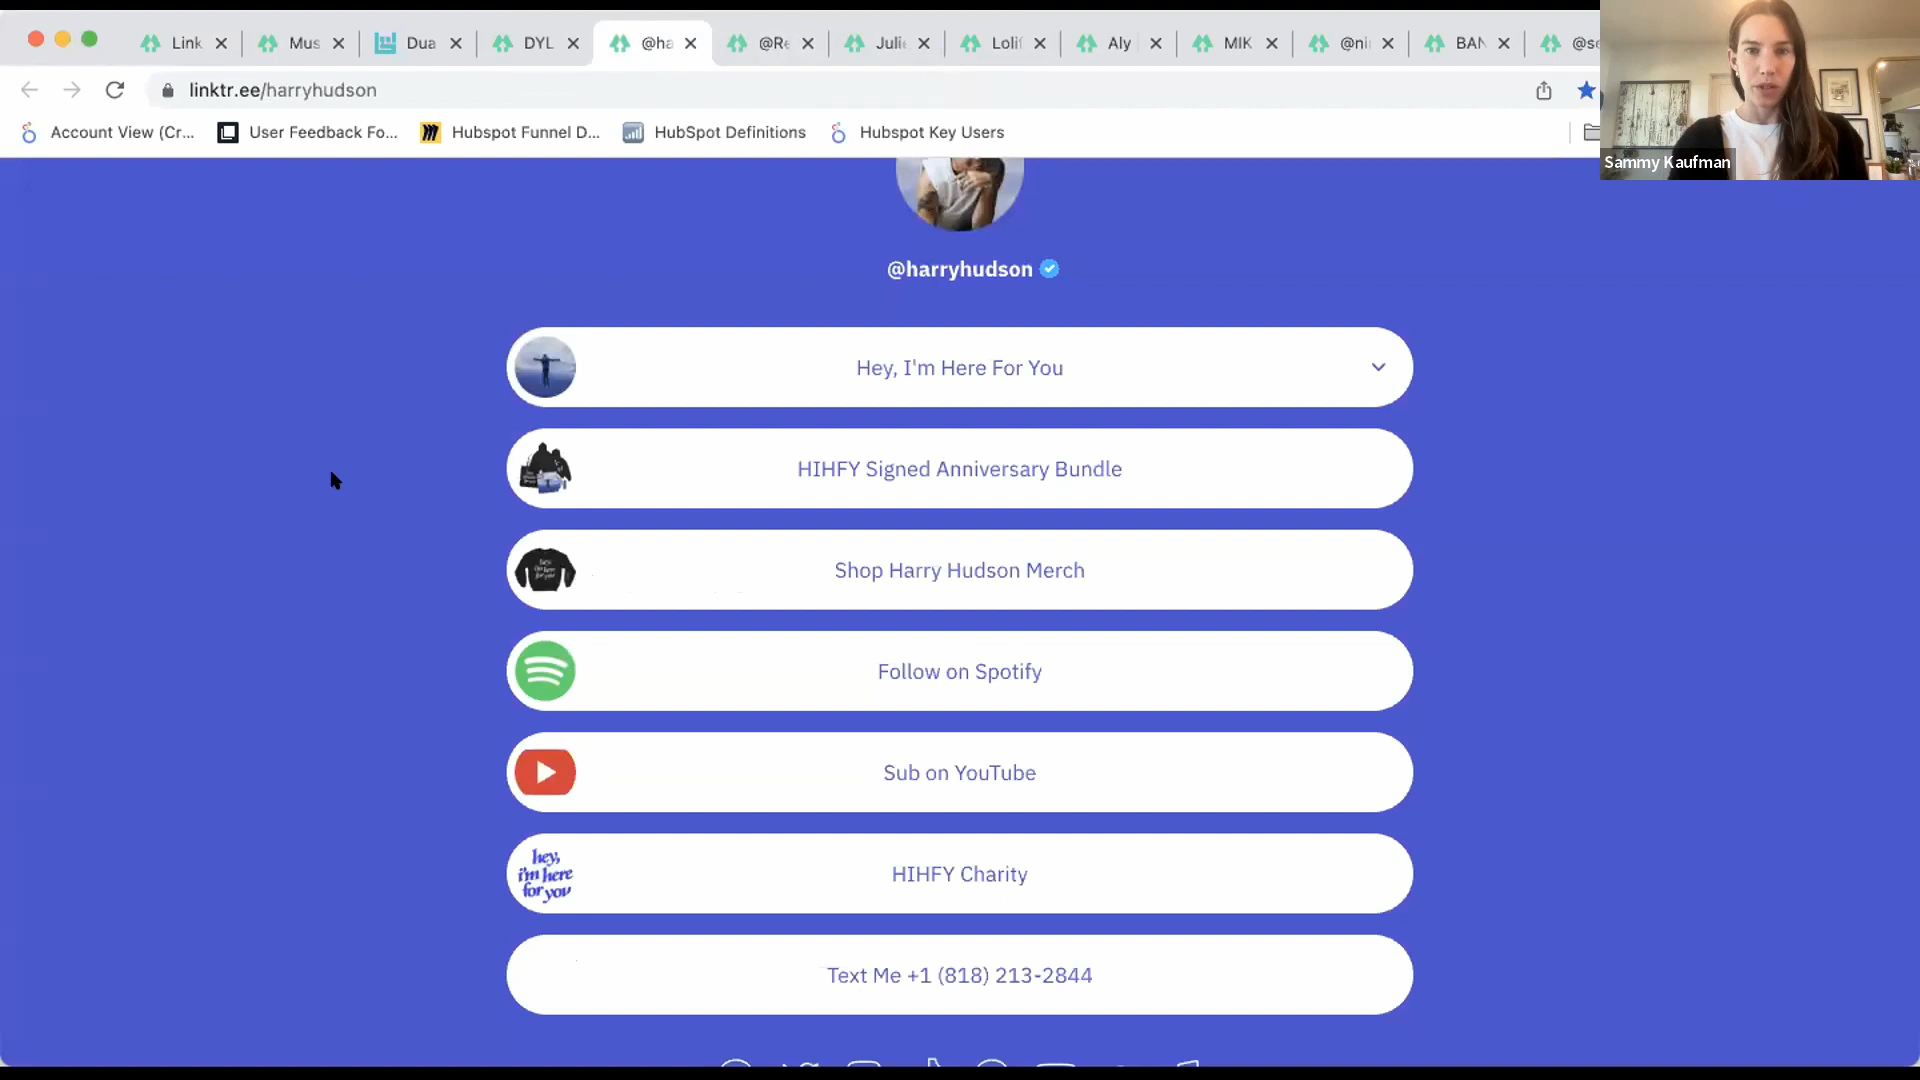 Link
Mus
Dua
DYL
@ha
@Re
Julie
Lolif
Aly
MIK
@ni
BAN
@se
linktr.ee/harryhudson
Account View (Cr...
User Feedback Fo...
Hubspot Funnel D...
HubSpot Definitions
Hubspot Key Users
Sammy Kaufman
@harryhudson
Hey, I'm Here For You
HIHFY Signed Anniversary Bundle
Shop Harry Hudson Merch
Follow on Spotify
Sub on YouTube
hey,
i'm here
for you
HIHFY Charity
Text Me +1 (818) 213-2844